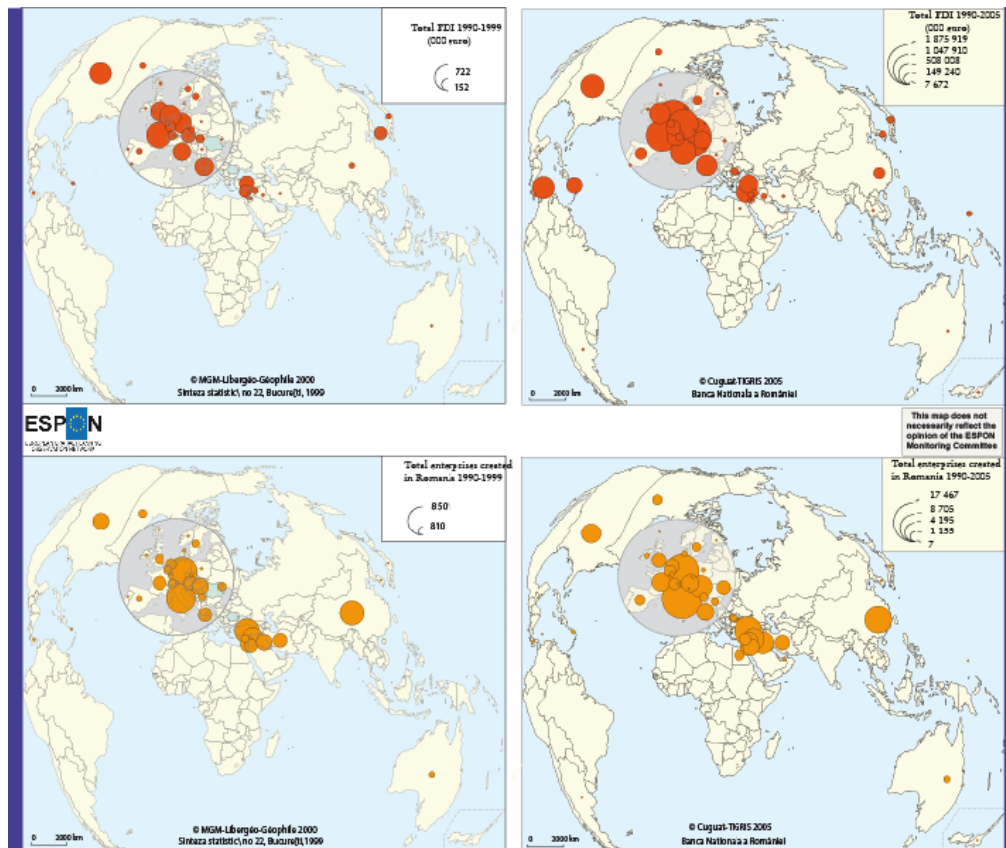 Total FDI 1990-1999
(000 euro)
722
152
0 2000 km
© MGM-Libergéo-Géophile 2000
Sinteza statistic\ no 22, Bucure[ti, 1999
Total FDI 1990-2005
(000 euro)
1 875 919
1 047 910
508 008
149 240
7 672
0 2000 km
© Cuguat-TIGRIS 2005
Banca Nationala a României
ESPON
This map does not
necessarily reflect the
opinion of the ESPON
Monitoring Committee
Total enterprises created
in Romania 1990-1999
850
810
0 2000 km
© MGM-Libergéo-Géophile 2000
Sinteza statistic\ no 22, Bucure[ti, 1999
Total enterprises created
in Romania 1990-2005
17 467
8 705
4 195
7
0 2000 km
© Cuguat-TIGRIS 2005
Banca Nationala a României